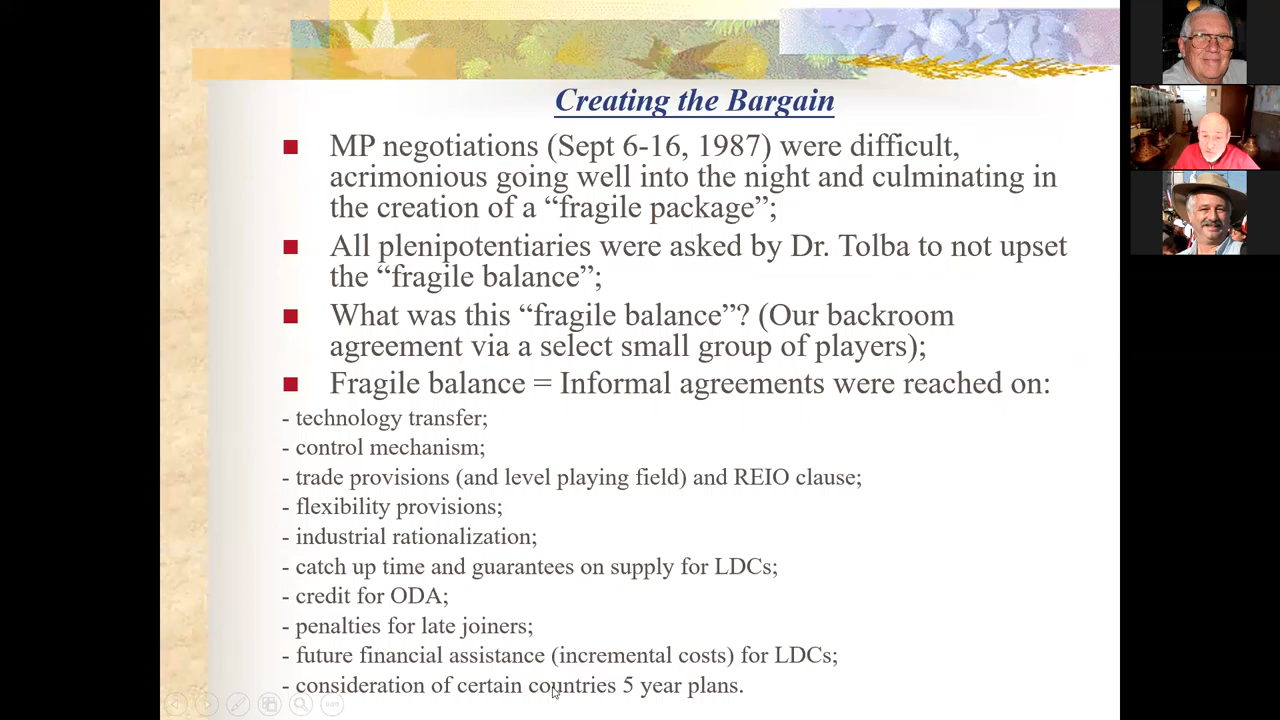 Creating the Bargain
MP negotiations (Sept 6-16, 1987) were difficult,
acrimonious going well into the night and culminating in
the creation of a “fragile package”;
All plenipotentiaries were asked by Dr. Tolba to not upset
the “fragile balance”;
What was this “fragile balance”? (Our backroom
agreement via a select small group of players);
Fragile balance = Informal agreements were reached on:
- technology transfer;
- control mechanism;
- trade provisions (and level playing field) and REIO clause;
- flexibility provisions;
- industrial rationalization;
- catch up time and guarantees on supply for LDCs;
- credit for ODA;
- penalties for late joiners;
- future financial assistance (incremental costs) for LDCs;
- consideration of certain countries 5 year plans.